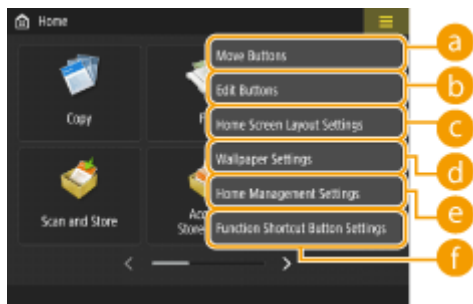 Home
Move Buttons
a
Edit Buttons
b
Copy
Home Screen Layout Settings
c
Wallpaper Settings
d
Home Management Settings
e
Scan and Store
Store
Function Shortcut Button Settings
f